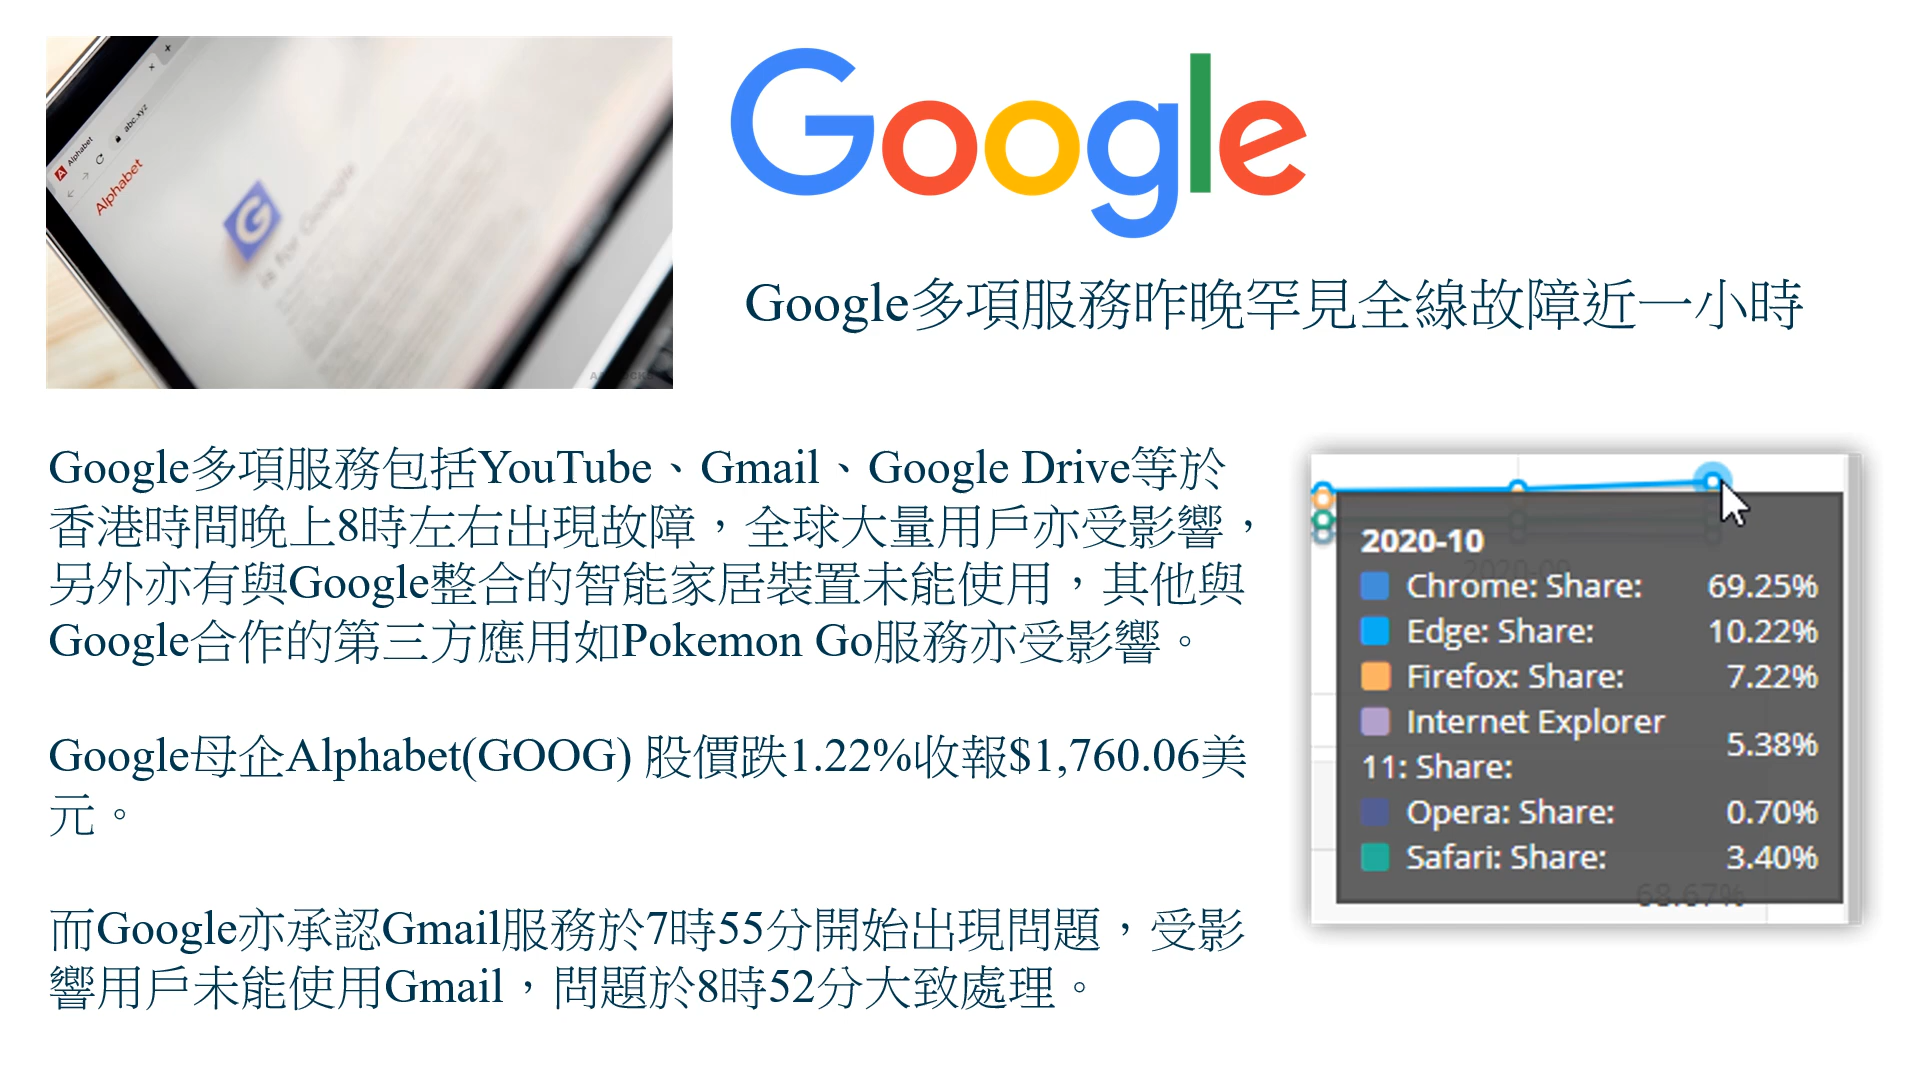 Alphabet
abc.xyz
Alphabet
G
is for Google
Google
Google多項服務昨晚罕見全線故障近一小時
Google多項服務包括YouTube、Gmail、Google Drive等於
香港時間晚上8時左右出現故障，全球大量用戶亦受影響，
另外亦有與Google整合的智能家居裝置未能使用，其他與
Google合作的第三方應用如Pokemon Go服務亦受影響。
Google母企Alphabet(GOOG) 股價跌1.22%收報$1,760.06美
元。
而Google亦承認Gmail服務於7時55分開始出現問題，受影
響用戶未能使用Gmail，問題於8時52分大致處理。
2020-10
Chrome: Share: 69.25%
Edge: Share: 10.22%
Firefox: Share: 7.22%
Internet Explorer
11: Share: 5.38%
Opera: Share: 0.70%
Safari: Share: 3.40%
68.67%